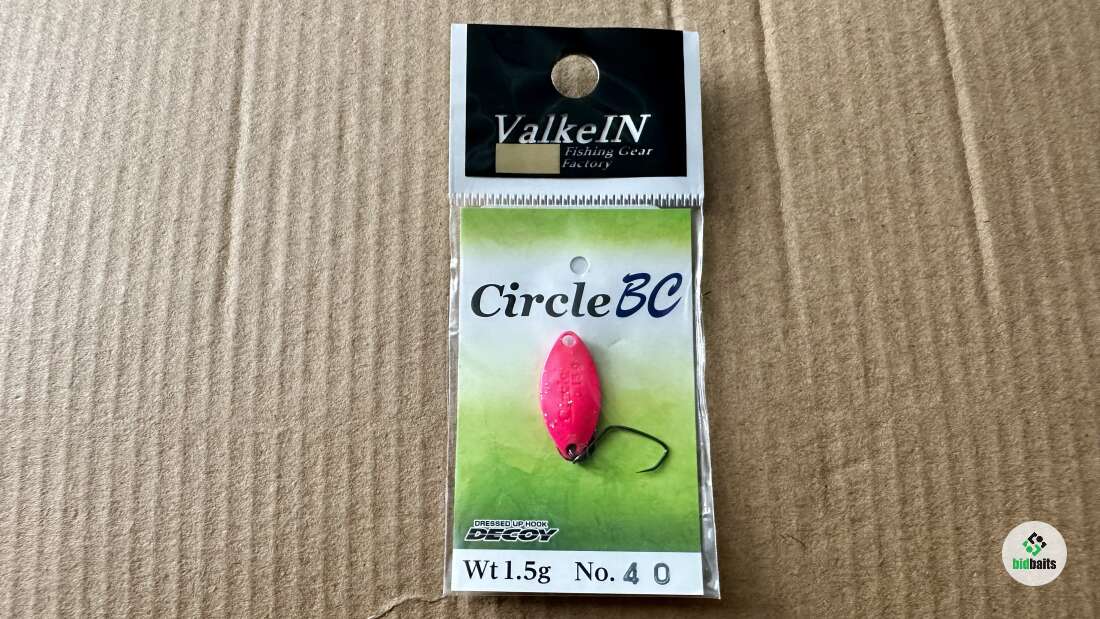 ValkeIN
Fishing Gear
Factory
Circle BC
DRESSED UP HOOK
DECOY
Wt 1.5g No. 40
bidbaits